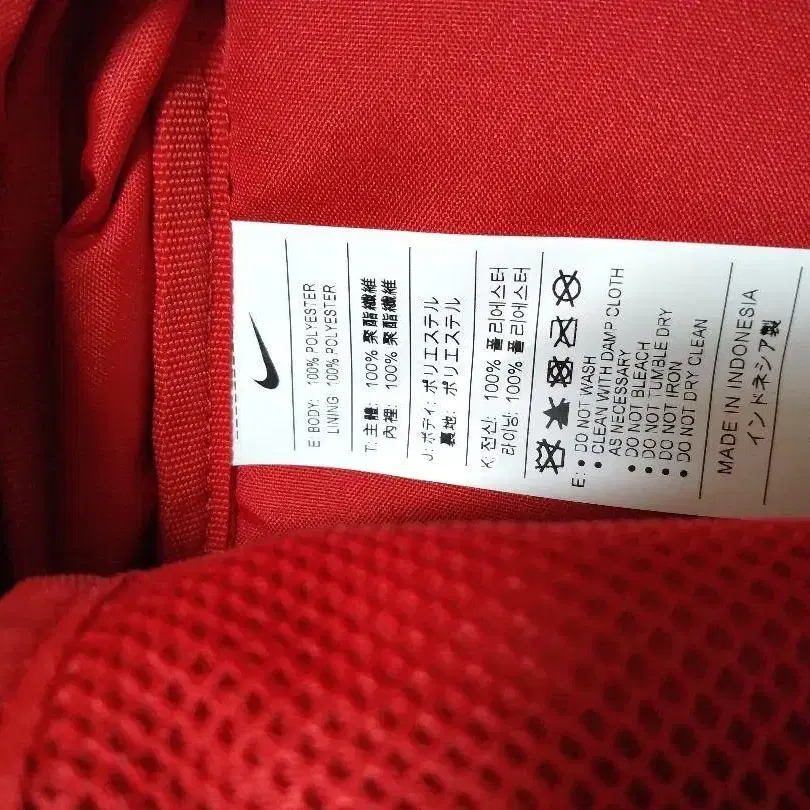 E: BODY: 100% POLYESTER
LINING: 100% POLYESTER
T: 主體: 100% 聚酯纖維
內裡: 100% 聚酯纖維
J: ボディ: ポリエステル
裏地: ポリエステル
K: 전신: 100% 폴리에스터
라이닝: 100% 폴리에스터
E: • DO NOT WASH
• CLEAN WITH DAMP CLOTH
AS NECESSARY
• DO NOT BLEACH
• DO NOT TUMBLE DRY
• DO NOT IRON
• DO NOT DRY CLEAN
MADE IN INDONESIA
インドネシア製